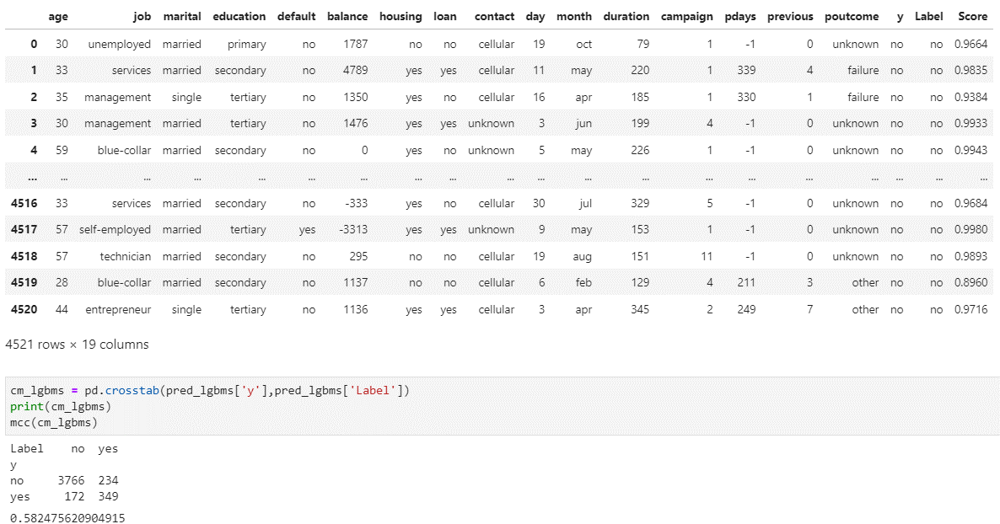 age job marital education default balance housing loan contact day month duration campaign pdays previous poutcome y Label Score
0 30 unemployed married primary no 1787 no no cellular 19 oct 79 1 -1 0 unknown no no 0.9664
1 33 services married secondary no 4789 yes yes cellular 11 may 220 1 339 4 failure no no 0.9835
2 35 management single tertiary no 1350 yes no cellular 16 apr 185 1 330 1 failure no no 0.9384
3 30 management married tertiary no 1476 yes yes unknown 3 jun 199 4 -1 0 unknown no no 0.9933
4 59 blue-collar married secondary no 0 yes no unknown 5 may 226 1 -1 0 unknown no no 0.9943
... ... ... ... ... ... ... ... ... ... ... ... ... ... ... ... ... ... ... ...
4516 33 services married secondary no -333 yes no cellular 30 jul 329 5 -1 0 unknown no no 0.9684
4517 57 self-employed married tertiary yes -3313 yes yes unknown 9 may 153 1 -1 0 unknown no no 0.9980
4518 57 technician married secondary no 295 no no cellular 19 aug 151 11 -1 0 unknown no no 0.9893
4519 28 blue-collar married secondary no 1137 no no cellular 6 feb 129 4 211 3 other no no 0.8960
4520 44 entrepreneur single tertiary no 1136 yes yes cellular 3 apr 345 2 249 7 other no no 0.9716
4521 rows × 19 columns
cm_lgbms = pd.crosstab(pred_lgbms['y'],pred_lgbms['Label'])
print(cm_lgbms)
mcc(cm_lgbms)
Label no yes
y
no 3766 234
yes 172 349
0.582475620904915